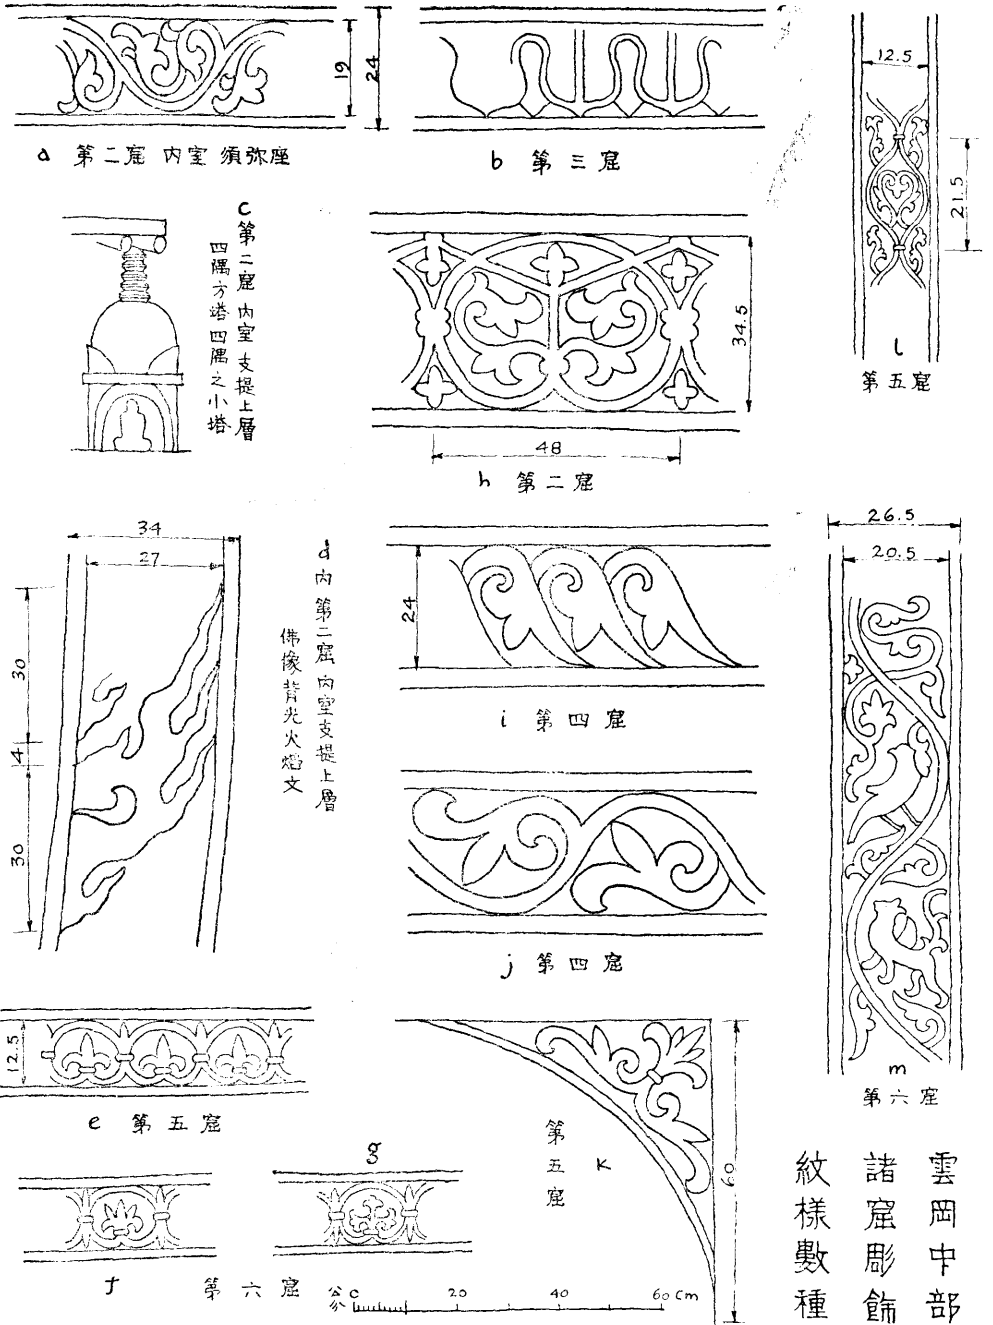 19
24
a 第二窟 内室 須弥座
b 第三窟
12.5
21.5
l
第五窟
c 第二窟内室支提上層
四隅方塔四隅之小塔
34.5
48
h 第二窟
34
27
30
4
30
d 内 第二窟内室支提上層
佛像背光火焰文
24
i 第四窟
j 第四窟
26.5
20.5
m
第六窟
12.5
e 第五窟
g
f 第六窟
第五窟
k
60
公分 0 20 40 60 Cm
雲岡中部
諸窟彫飾
紋樣數種